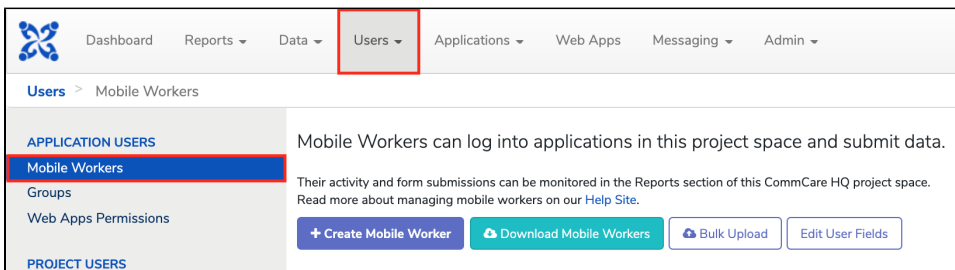 Dashboard Reports Data Users Applications Web Apps Messaging Admin
Users > Mobile Workers
APPLICATION USERS
Mobile Workers
Groups
Web Apps Permissions
PROJECT USERS
Mobile Workers can log into applications in this project space and submit data.
Their activity and form submissions can be monitored in the Reports section of this CommCare HQ project space.
Read more about managing mobile workers on our Help Site.
+ Create Mobile Worker Download Mobile Workers Bulk Upload Edit User Fields